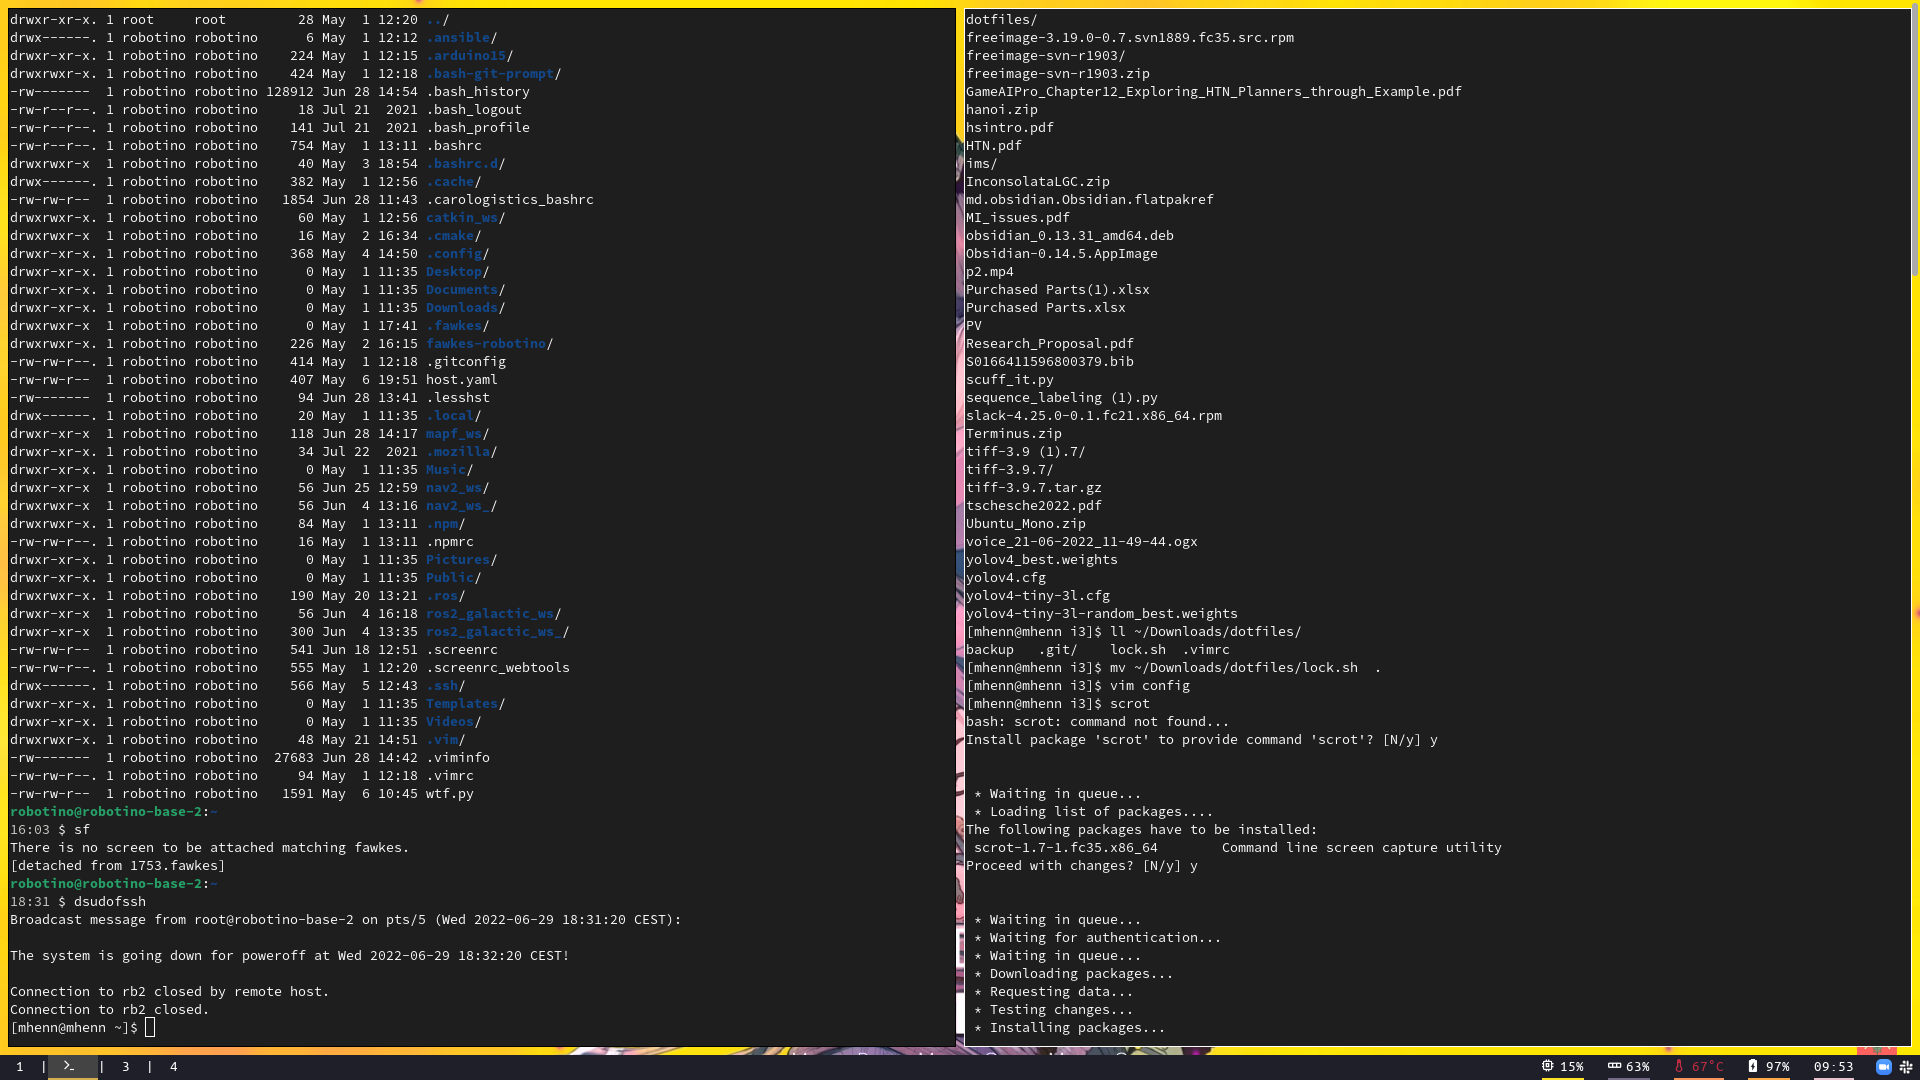 drwxr-xr-x. 1 root     root         28 May  1 12:20 ../
drwx------. 1 robotino robotino      6 May  1 12:12 .ansible/
drwxr-xr-x. 1 robotino robotino    224 May  1 12:15 .arduino15/
drwxrwxr-x. 1 robotino robotino    424 May  1 12:18 .bash-git-prompt/
-rw-------  1 robotino robotino 128912 Jun 28 14:54 .bash_history
-rw-r--r--. 1 robotino robotino     18 Jul 21  2021 .bash_logout
-rw-r--r--. 1 robotino robotino    141 Jul 21  2021 .bash_profile
-rw-r--r--. 1 robotino robotino    754 May  1 13:11 .bashrc
drwxrwxr-x  1 robotino robotino     40 May  3 18:54 .bashrc.d/
drwx------. 1 robotino robotino    382 May  1 12:56 .cache/
-rw-rw-r--  1 robotino robotino   1854 Jun 28 11:43 .carologistics_bashrc
drwxrwxr-x. 1 robotino robotino     60 May  1 12:56 catkin_ws/
drwxrwxr-x  1 robotino robotino     16 May  2 16:34 .cmake/
drwxr-xr-x. 1 robotino robotino    368 May  4 14:50 .config/
drwxr-xr-x. 1 robotino robotino      0 May  1 11:35 Desktop/
drwxr-xr-x. 1 robotino robotino      0 May  1 11:35 Documents/
drwxr-xr-x. 1 robotino robotino      0 May  1 11:35 Downloads/
drwxrwxr-x  1 robotino robotino      0 May  1 17:41 .fawkes/
drwxrwxr-x. 1 robotino robotino    226 May  2 16:15 fawkes-robotino/
-rw-rw-r--. 1 robotino robotino    414 May  1 12:18 .gitconfig
-rw-rw-r--  1 robotino robotino    407 May  6 19:51 host.yaml
-rw-------  1 robotino robotino     94 Jun 28 13:41 .lesshst
drwx------. 1 robotino robotino     20 May  1 11:35 .local/
drwxr-xr-x  1 robotino robotino    118 Jun 28 14:17 mapf_ws/
drwxr-xr-x. 1 robotino robotino     34 Jul 22  2021 .mozilla/
drwxr-xr-x. 1 robotino robotino      0 May  1 11:35 Music/
drwxr-xr-x  1 robotino robotino     56 Jun 25 12:59 nav2_ws/
drwxrwxr-x  1 robotino robotino     56 Jun  4 13:16 nav2_ws_/
drwxrwxr-x. 1 robotino robotino     84 May  1 13:11 .npm/
-rw-rw-r--. 1 robotino robotino     16 May  1 13:11 .npmrc
drwxr-xr-x. 1 robotino robotino      0 May  1 11:35 Pictures/
drwxr-xr-x. 1 robotino robotino      0 May  1 11:35 Public/
drwxrwxr-x. 1 robotino robotino    190 May 20 13:21 .ros/
drwxr-xr-x  1 robotino robotino     56 Jun  4 16:18 ros2_galactic_ws/
drwxr-xr-x  1 robotino robotino    300 Jun  4 13:35 ros2_galactic_ws_/
-rw-rw-r--  1 robotino robotino    541 Jun 18 12:51 .screenrc
-rw-rw-r--. 1 robotino robotino    555 May  1 12:20 .screenrc_webtools
drwx------. 1 robotino robotino    566 May  5 12:43 .ssh/
drwxr-xr-x. 1 robotino robotino      0 May  1 11:35 Templates/
drwxr-xr-x. 1 robotino robotino      0 May  1 11:35 Videos/
drwxrwxr-x. 1 robotino robotino     48 May 21 14:51 .vim/
-rw-------  1 robotino robotino  27683 Jun 28 14:42 .viminfo
-rw-rw-r--. 1 robotino robotino     94 May  1 12:18 .vimrc
-rw-rw-r--  1 robotino robotino   1591 May  6 10:45 wtf.py
robotino@robotino-base-2:~
16:03 $ sf
There is no screen to be attached matching fawkes.
[detached from 1753.fawkes]
robotino@robotino-base-2:~
18:31 $ dsudofssh
Broadcast message from root@robotino-base-2 on pts/5 (Wed 2022-06-29 18:31:20 CEST):
The system is going down for poweroff at Wed 2022-06-29 18:32:20 CEST!
Connection to rb2 closed by remote host.
Connection to rb2 closed.
[mhenn@mhenn ~]$
dotfiles/
freeimage-3.19.0-0.7.svn1889.fc35.src.rpm
freeimage-svn-r1903/
freeimage-svn-r1903.zip
GameAIPro_Chapter12_Exploring_HTN_Planners_through_Example.pdf
hanoi.zip
hsintro.pdf
HTN.pdf
ims/
InconsolataLGC.zip
md.obsidian.Obsidian.flatpakref
MI_issues.pdf
obsidian_0.13.31_amd64.deb
Obsidian-0.14.5.AppImage
p2.mp4
Purchased Parts(1).xlsx
Purchased Parts.xlsx
PV
Research_Proposal.pdf
S0166411596800379.bib
scuff_it.py
sequence_labeling (1).py
slack-4.25.0-0.1.fc21.x86_64.rpm
Terminus.zip
tiff-3.9 (1).7/
tiff-3.9.7/
tiff-3.9.7.tar.gz
tschesche2022.pdf
Ubuntu_Mono.zip
voice_21-06-2022_11-49-44.ogx
yolov4_best.weights
yolov4.cfg
yolov4-tiny-3l.cfg
yolov4-tiny-3l-random_best.weights
[mhenn@mhenn i3]$ ll ~/Downloads/dotfiles/
backup   .git/    lock.sh  .vimrc
[mhenn@mhenn i3]$ mv ~/Downloads/dotfiles/lock.sh  .
[mhenn@mhenn i3]$ vim config
[mhenn@mhenn i3]$ scrot
bash: scrot: command not found...
Install package 'scrot' to provide command 'scrot'? [N/y] y
* Waiting in queue...
* Loading list of packages....
The following packages have to be installed:
scrot-1.7-1.fc35.x86_64        Command line screen capture utility
Proceed with changes? [N/y] y
* Waiting in queue...
* Waiting for authentication...
* Waiting in queue...
* Downloading packages...
* Requesting data...
* Testing changes...
* Installing packages...
1 | >_ | 3 | 4
15% 63% 67°C 97% 09:53